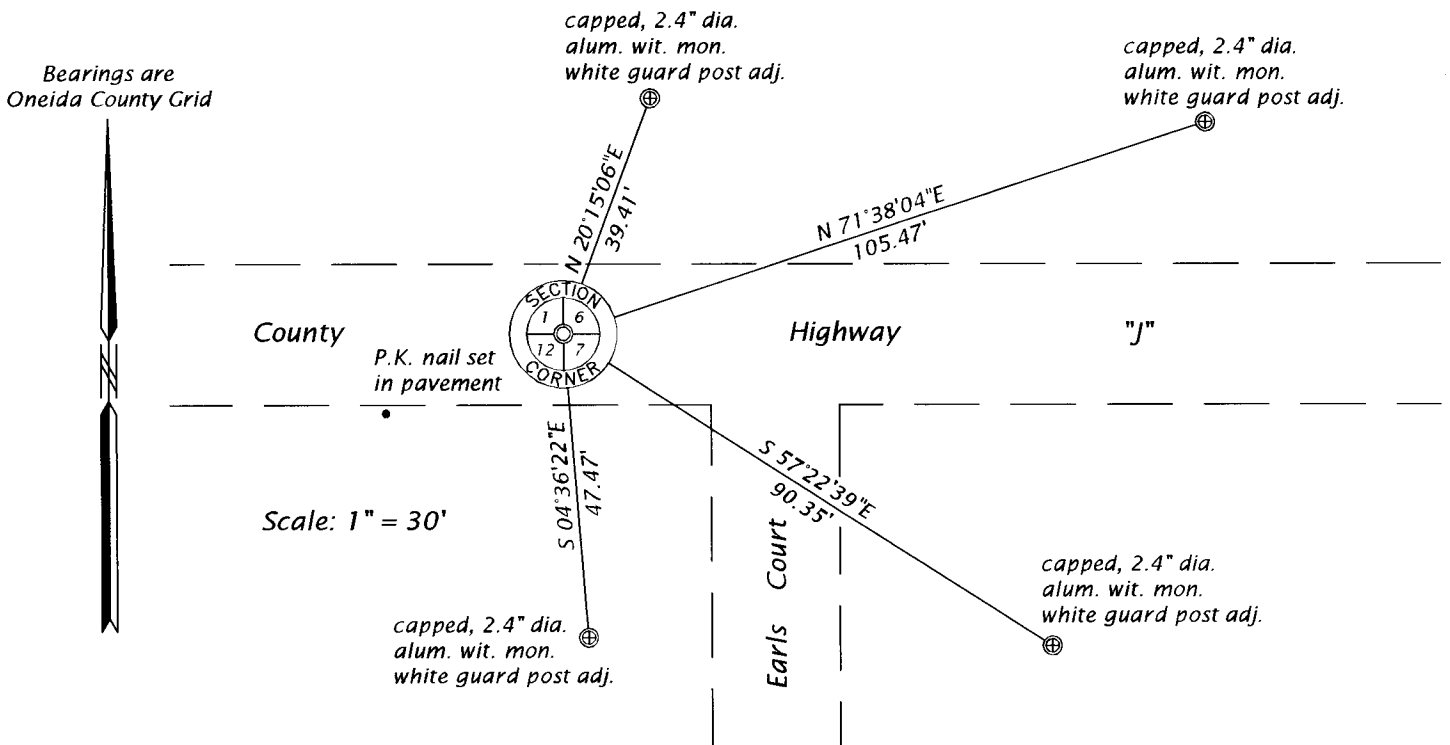 Bearings are
Oneida County Grid
capped, 2.4" dia.
alum. wit. mon.
white guard post adj.
capped, 2.4" dia.
alum. wit. mon.
white guard post adj.
N 20°15'06"E
39.41'
N 71°38'04"E
105.47'
SECTION
1 6
12 7
CORNER
County
Highway
"J"
P.K. nail set
in pavement
S 04°36'22"E
47.47'
S 57°22'39"E
90.35'
Scale: 1" = 30'
Earls Court
capped, 2.4" dia.
alum. wit. mon.
white guard post adj.
capped, 2.4" dia.
alum. wit. mon.
white guard post adj.